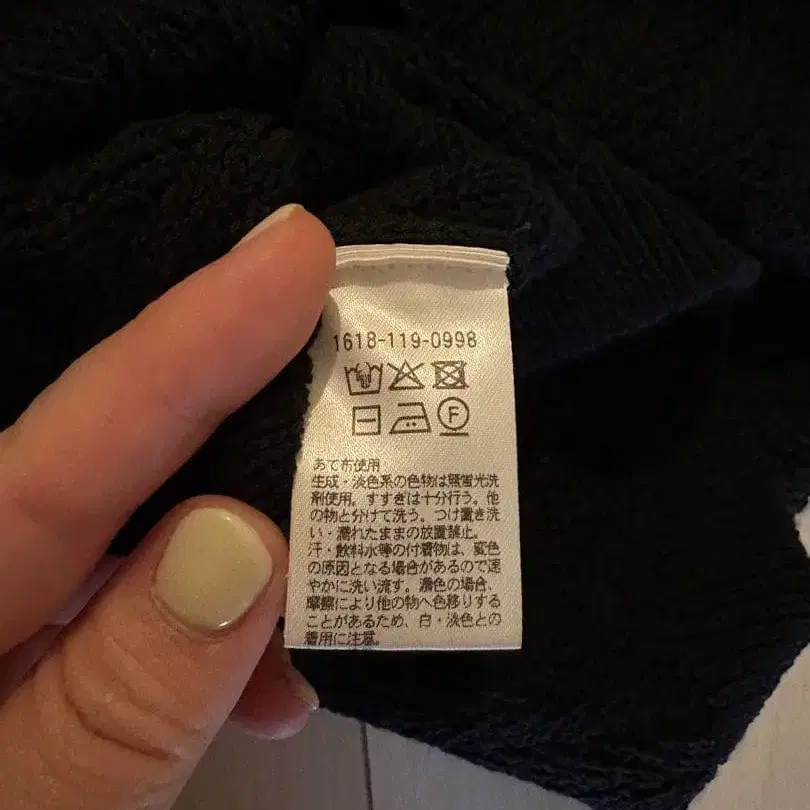 1618-119-0998
F
あて布使用
生成・淡色系の色物は無蛍光洗
剤使用。すすぎは十分行う。他
の物と分けて洗う。つけ置き洗
い・濡れたままの放置禁止。
汗・飲料水等の付着物は、変色
の原因となる場合があるので速
やかに洗い流す。濃色の場合、
摩擦により他の物へ色移りする
ことがあるため、白・淡色との
着用に注意。